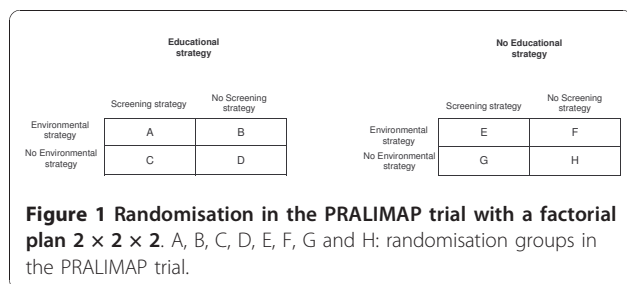 Educational
strategy
No Educational
strategy
Screening strategy
No Screening
strategy
Screening strategy
No Screening
strategy
Environmental
strategy
A B
No Environmental
strategy
C D
Environmental
strategy
E F
No Environmental
strategy
G H
Figure 1 Randomisation in the PRALIMAP trial with a factorial
plan 2 × 2 × 2. A, B, C, D, E, F, G and H: randomisation groups in
the PRALIMAP trial.